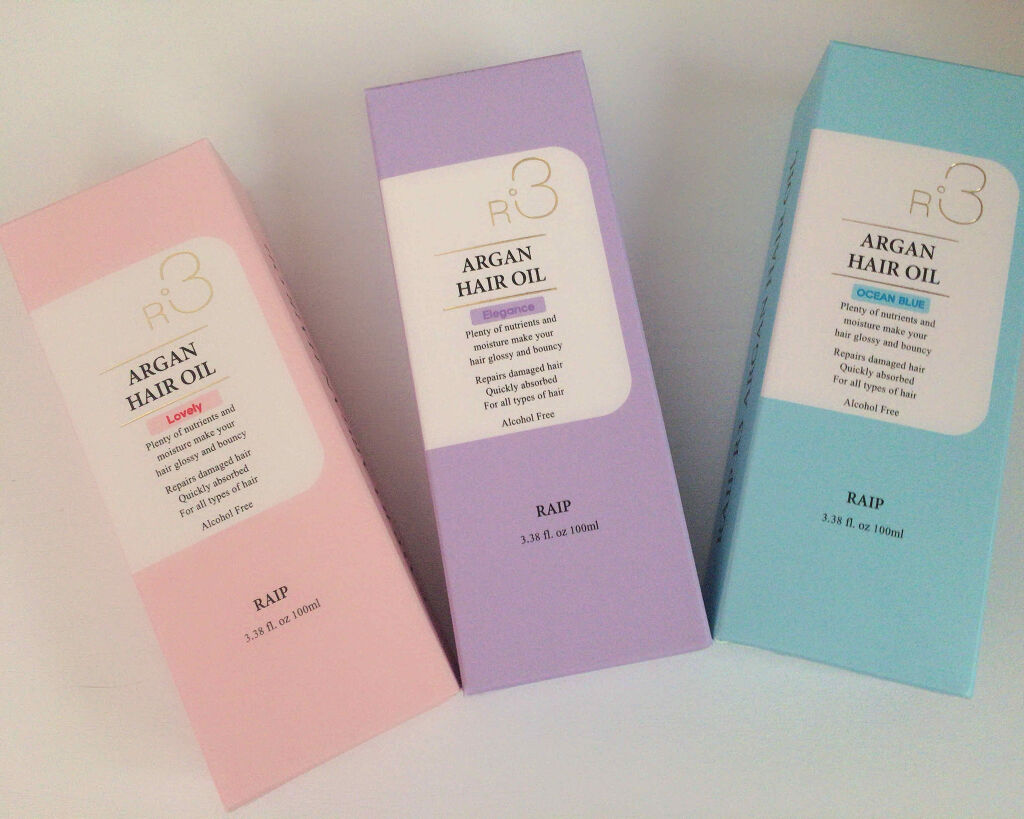 R3
ARGAN
HAIR OIL
Lovely
Plenty of nutrients and
moisture make your
hair glossy and bouncy
Repairs damaged hair
Quickly absorbed
For all types of hair
Alcohol Free
RAIP
3.38 fl. oz 100ml
R3
ARGAN
HAIR OIL
Elegance
Plenty of nutrients and
moisture make your
hair glossy and bouncy
Repairs damaged hair
Quickly absorbed
For all types of hair
Alcohol Free
RAIP
3.38 fl. oz 100ml
RAIP R3 ARGAN HAIR OIL
R3
ARGAN
HAIR OIL
OCEAN BLUE
Plenty of nutrients and
moisture make your
hair glossy and bouncy
Repairs damaged hair
Quickly absorbed
For all types of hair
Alcohol Free
RAIP
3.38 fl. oz 100ml